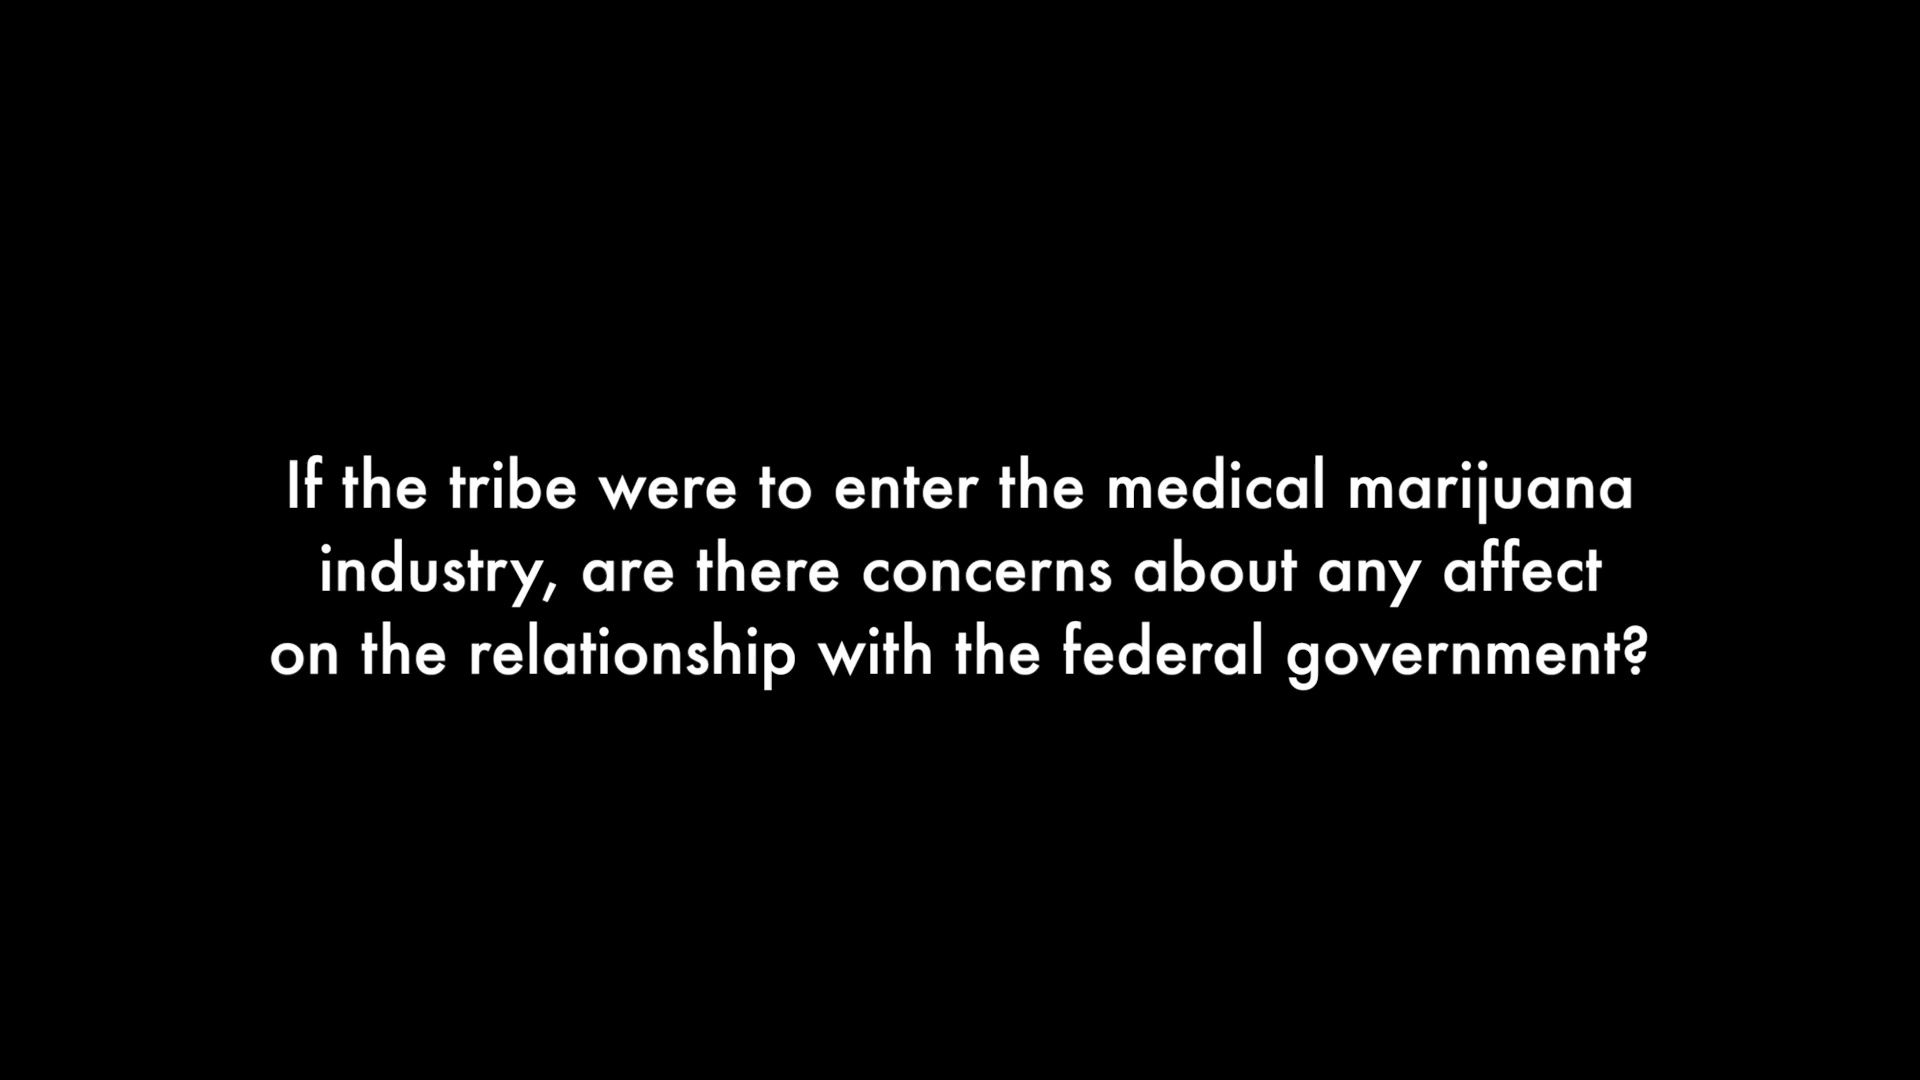 If the tribe were to enter the medical marijuana
industry, are there concerns about any affect
on the relationship with the federal government?